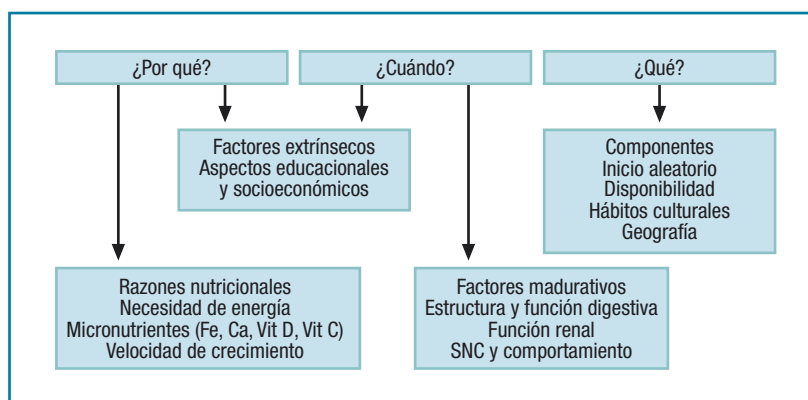 ¿Por qué?
¿Cuándo?
¿Qué?
Factores extrínsecos
Aspectos educacionales
y socioeconómicos
Componentes
Inicio aleatorio
Disponibilidad
Hábitos culturales
Geografía
Razones nutricionales
Necesidad de energía
Micronutrientes (Fe, Ca, Vit D, Vit C)
Velocidad de crecimiento
Factores madurativos
Estructura y función digestiva
Función renal
SNC y comportamiento